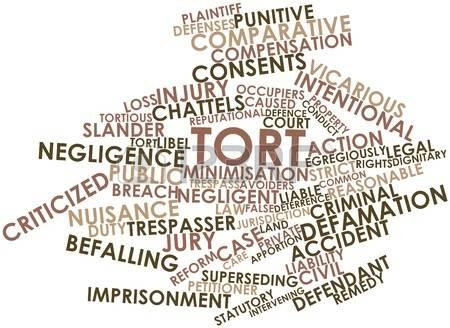 PLAINTIFF
DEFENSES
PUNITIVE
COMPARATIVE
COMPENSATION
CONSENTS
VICARIOUS
INTENTIONAL
LOSS
INJURY
OCCUPIERS
PROPERTY
TORTIOUS
CHATTELS
CAUSED
CONDUCT
SLANDER
REPUTATIONAL
DEFENCE
COURT
TORT
LIBEL
TORT
ACTION
NEGLIGENCE
EGREGIOUSLY
LEGAL
RIGHTS
DIGNITARY
PUBLIC
MINIMISATION
STRICT
CRITICIZED
BREACH
TRESPASS
AVOIDERS
COMMON
REASONABLE
NEGLIGENT
LIABLE
NUISANCE
LAW
FALSE
DETERRENCE
CRIMINAL
DUTY
TRESPASSER
JURISDICTION
DEFAMATION
BEFALLING
JURY
CASE
LAND
PRIVATE
ACCIDENT
REFORM
CARE
APPORTION
LIABILITY
SUPERSEDING
CIVIL
PETITIONER
DEFENDANT
IMPRISONMENT
STATUTORY
INTERVENING
REMEDY